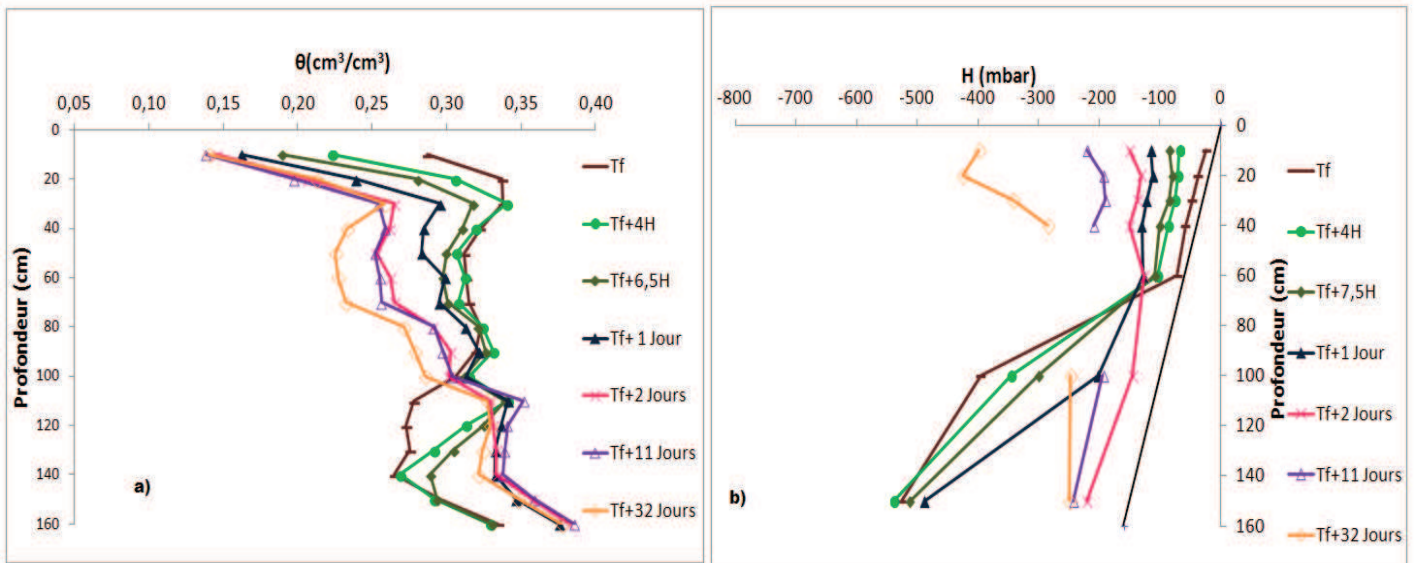 θ(cm³/cm³)
0,05 0,10 0,15 0,20 0,25 0,30 0,35 0,40
0
20
40
60
80
100
120
140
160
Profondeur (cm)
a)
Tf
Tf+4H
Tf+6,5H
Tf+ 1 Jour
Tf+2 Jours
Tf+11 Jours
Tf+32 Jours
H (mbar)
-800 -700 -600 -500 -400 -300 -200 -100 0
0
20
40
60
80
100
120
140
160
Profondeur (cm)
b)
Tf
Tf+4H
Tf+7,5H
Tf+1 Jour
Tf+2 Jours
Tf+11 Jours
Tf+32 Jours